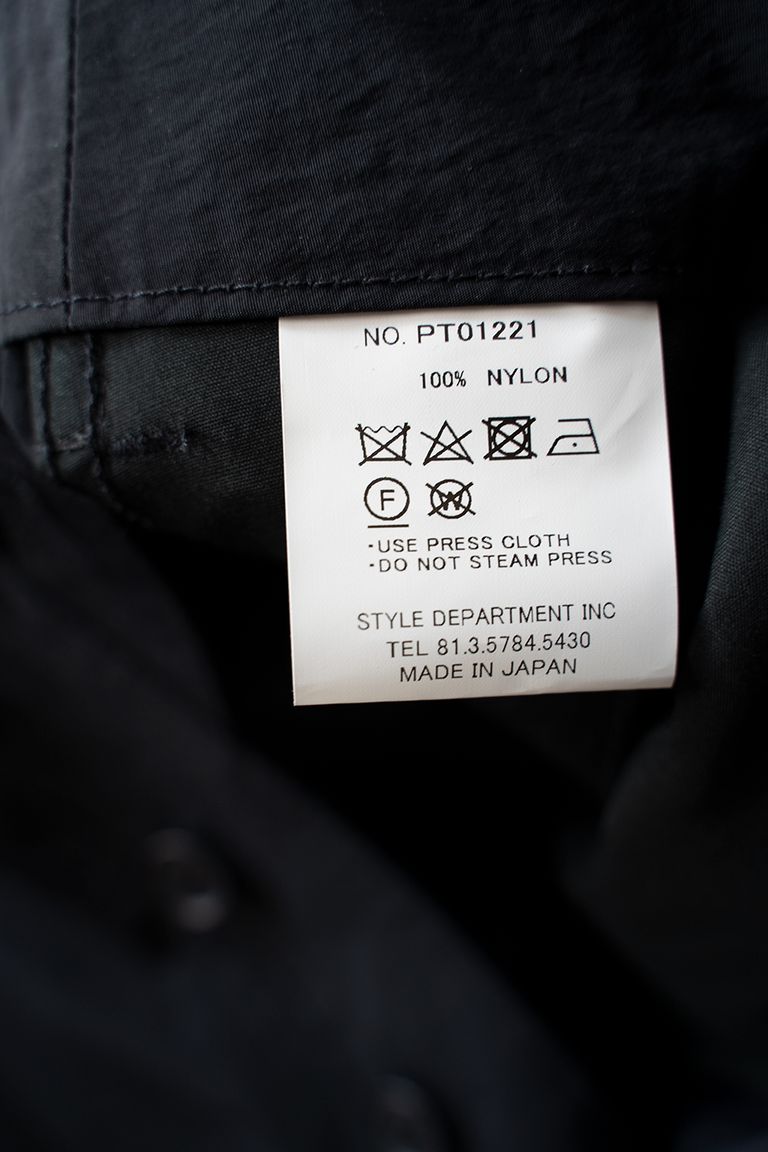 NO. PT01221
100% NYLON
F W
·USE PRESS CLOTH
·DO NOT STEAM PRESS
STYLE DEPARTMENT INC
TEL 81.3.5784.5430
MADE IN JAPAN